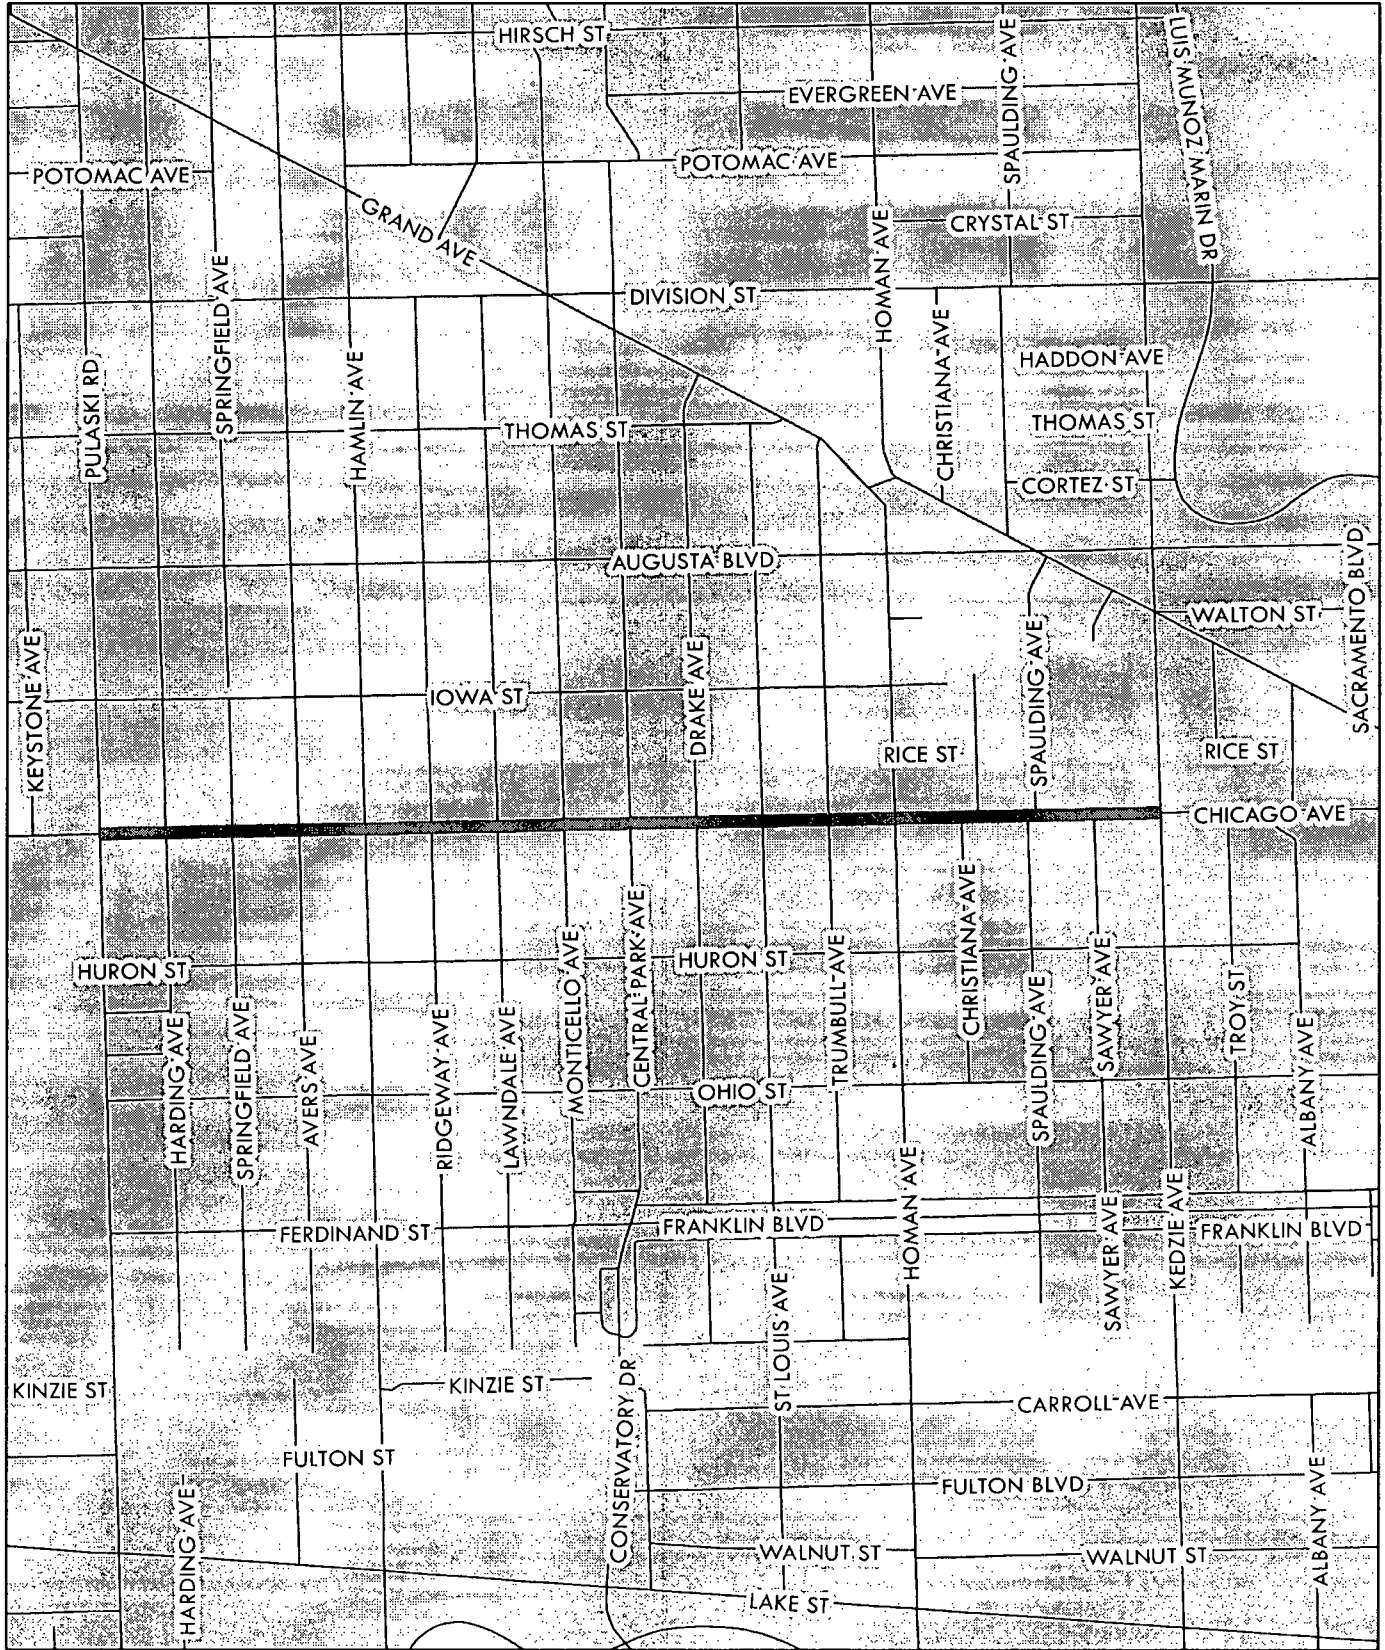 HIRSCH ST
SPAULDING AVE
LUIS MUNOZ MARIN DR
EVERGREEN AVE
POTOMAC AVE
POTOMAC AVE
GRAND AVE
CRYSTAL ST
HOMAN AVE
SPRINGFIELD AVE
DIVISION ST
CHRISTIANA AVE
PULASKI RD
HAMLIN AVE
HADDON AVE
THOMAS ST
THOMAS ST
CORTEZ ST
AUGUSTA BLVD
SACRAMENTO BLVD
WALTON ST
KEYSTONE AVE
DRAKE AVE
SPAULDING AVE
IOWA ST
RICE ST
RICE ST
CHICAGO AVE
CHRISTIANA AVE
CENTRAL PARK AVE
MONTICELLO AVE
HURON ST
HURON ST
TRUMBULL AVE
SAWYER AVE
SPAULDING AVE
TROY ST
HARDING AVE
SPRINGFIELD AVE
AVERS AVE
RIDGEWAY AVE
LAWNDALE AVE
OHIO ST
ALBANY AVE
HOMAN AVE
FERDINAND ST
FRANKLIN BLVD
SAWYER AVE
KEDZIE AVE
FRANKLIN BLVD
ST LOUIS AVE
KINZIE ST
KINZIE ST
CONSERVATORY DR
CARROLL AVE
FULTON ST
FULTON BLVD
ALBANY AVE
HARDING AVE
WALNUT ST
WALNUT ST
LAKE ST